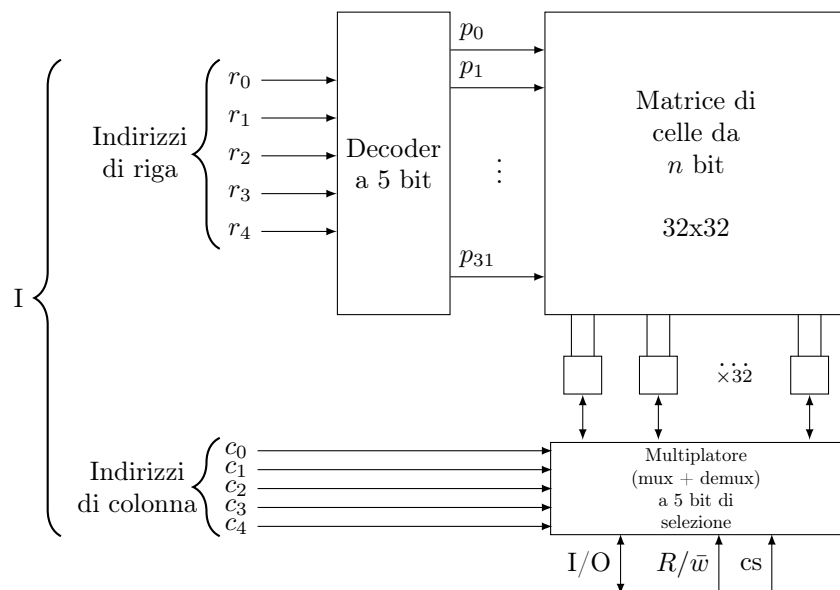 p₀
p₁
r₀
r₁
r₂
r₃
r₄
Indirizzi
di riga
Decoder
a 5 bit
⋮
p₃₁
Matrice di
celle da
n bit
32x32
I
...
×32
Indirizzi
di colonna
c₀
c₁
c₂
c₃
c₄
Multiplatore
(mux + demux)
a 5 bit di
selezione
I/O
R/w̄
cs